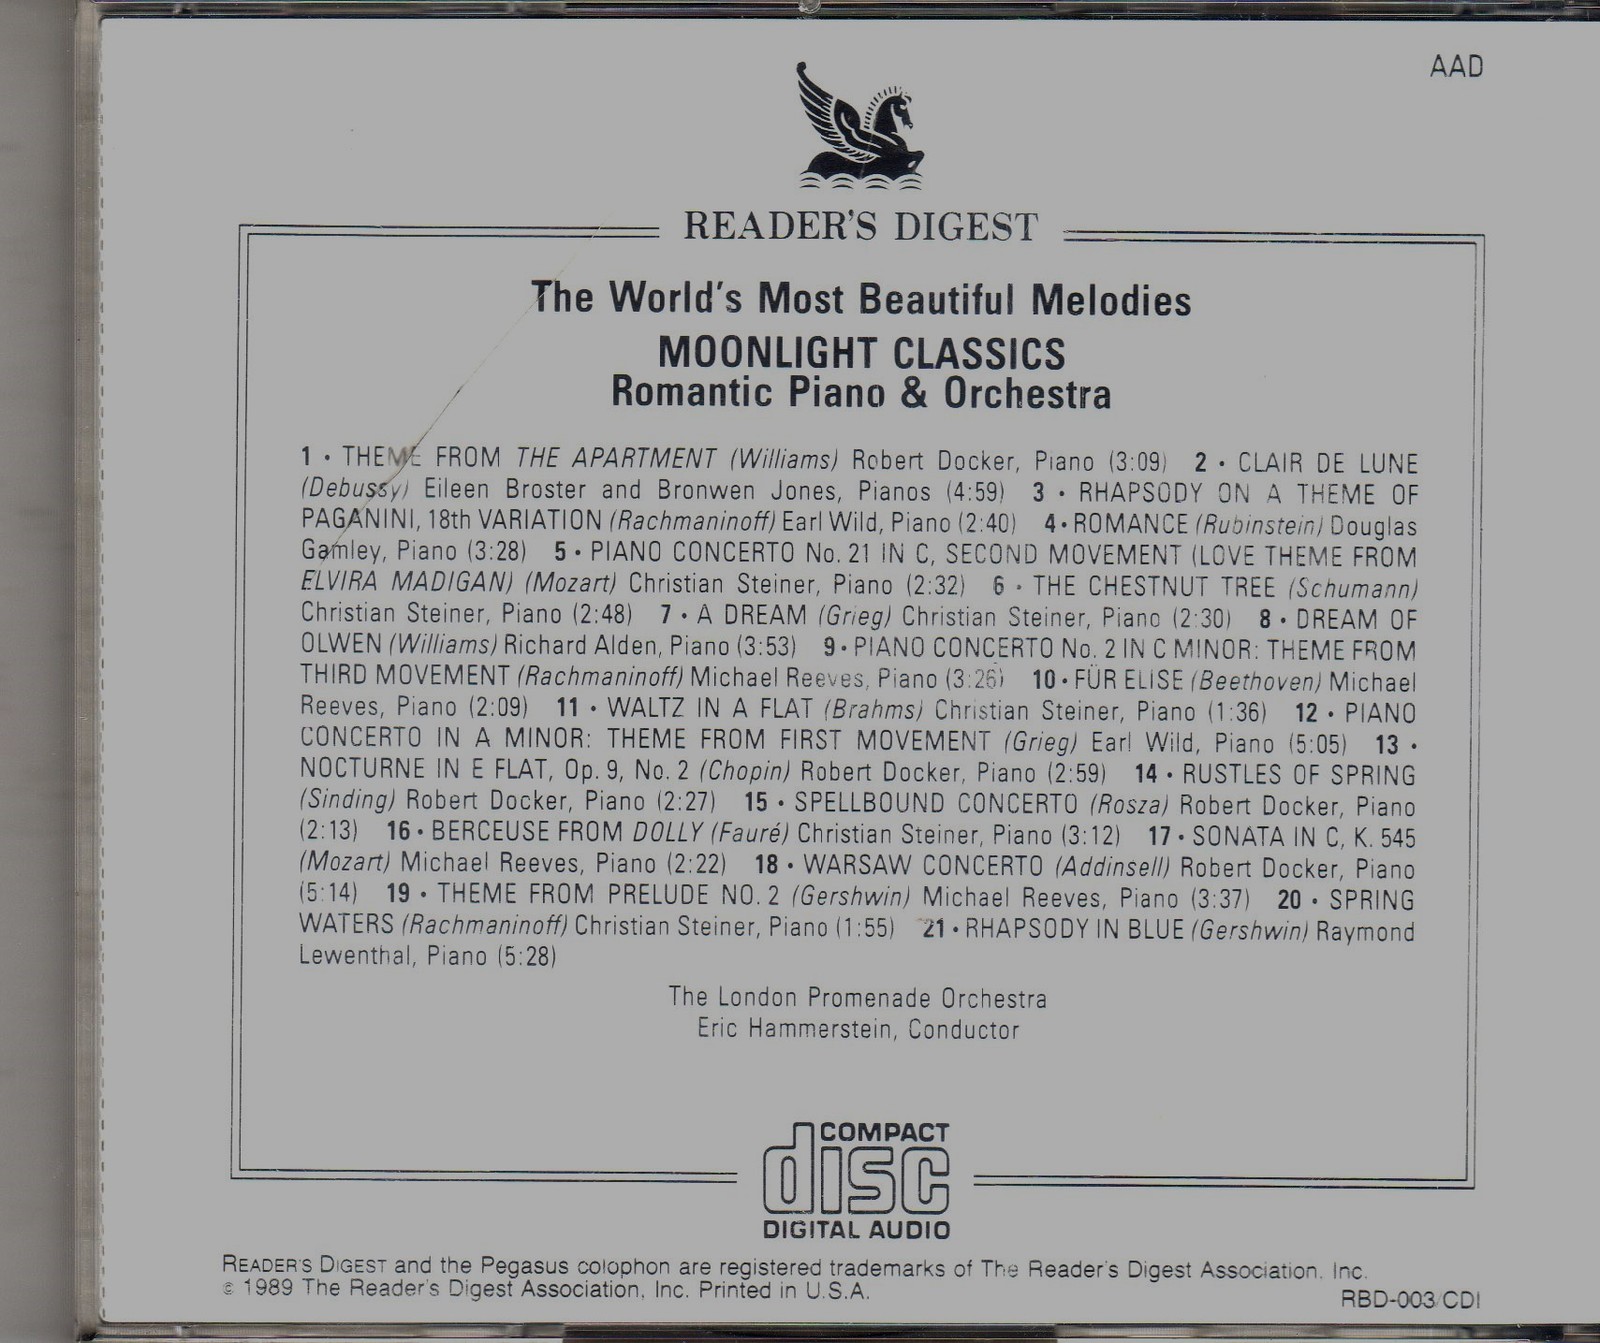 AAD
READER'S DIGEST
The World's Most Beautiful Melodies
MOONLIGHT CLASSICS
Romantic Piano & Orchestra
1 • THEME FROM THE APARTMENT (Williams) Robert Docker, Piano (3:09) 2 • CLAIR DE LUNE
(Debussy) Eileen Broster and Bronwen Jones, Pianos (4:59) 3 • RHAPSODY ON A THEME OF
PAGANINI, 18th VARIATION (Rachmaninoff) Earl Wild, Piano (2:40) 4 • ROMANCE (Rubinstein) Douglas
Gamley, Piano (3:28) 5 • PIANO CONCERTO No. 21 IN C, SECOND MOVEMENT (LOVE THEME FROM
ELVIRA MADIGAN) (Mozart) Christian Steiner, Piano (2:32) 6 • THE CHESTNUT TREE (Schumann)
Christian Steiner, Piano (2:48) 7 • A DREAM (Grieg) Christian Steiner, Piano (2:30) 8 • DREAM OF
OLWEN (Williams) Richard Alden, Piano (3:53) 9 • PIANO CONCERTO No. 2 IN C MINOR: THEME FROM
THIRD MOVEMENT (Rachmaninoff) Michael Reeves, Piano (3:26) 10 • FÜR ELISE (Beethoven) Michael
Reeves, Piano (2:09) 11 • WALTZ IN A FLAT (Brahms) Christian Steiner, Piano (1:36) 12 • PIANO
CONCERTO IN A MINOR: THEME FROM FIRST MOVEMENT (Grieg) Earl Wild, Piano (5:05) 13 •
NOCTURNE IN E FLAT, Op. 9, No. 2 (Chopin) Robert Docker, Piano (2:59) 14 • RUSTLES OF SPRING
(Sinding) Robert Docker, Piano (2:27) 15 • SPELLBOUND CONCERTO (Rosza) Robert Docker, Piano
(2:13) 16 • BERCEUSE FROM DOLLY (Fauré) Christian Steiner, Piano (3:12) 17 • SONATA IN C, K. 545
(Mozart) Michael Reeves, Piano (2:22) 18 • WARSAW CONCERTO (Addinsell) Robert Docker, Piano
(5:14) 19 • THEME FROM PRELUDE NO. 2 (Gershwin) Michael Reeves, Piano (3:37) 20 • SPRING
WATERS (Rachmaninoff) Christian Steiner, Piano (1:55) 21 • RHAPSODY IN BLUE (Gershwin) Raymond
Lewenthal, Piano (5:28)
The London Promenade Orchestra
Eric Hammerstein, Conductor
COMPACT
disc
DIGITAL AUDIO
READER'S DIGEST and the Pegasus colophon are registered trademarks of The Reader's Digest Association, Inc.
© 1989 The Reader's Digest Association, Inc. Printed in U.S.A.
RBD-003/CDI